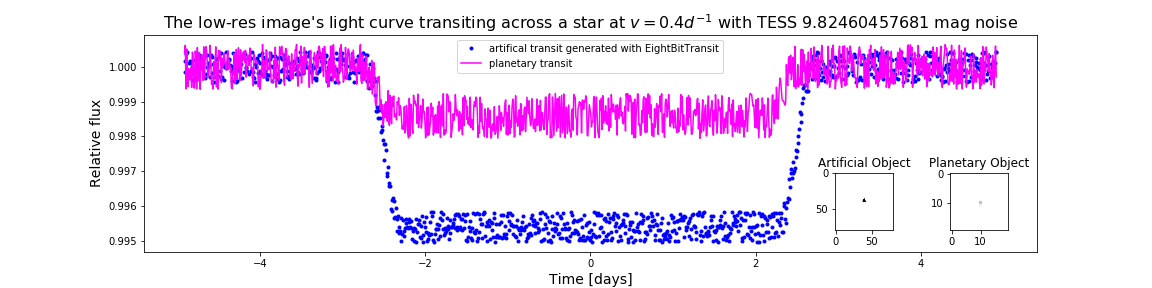 The low-res image's light curve transiting across a star at v = 0.4d⁻¹ with TESS 9.82460457681 mag noise
artifical transit generated with EightBitTransit
planetary transit
Relative flux
1.000
0.999
0.998
0.997
0.996
0.995
Artificial Object
0
50
0 50
Planetary Object
0
10
0 10
−4 −2 0 2 4
Time [days]